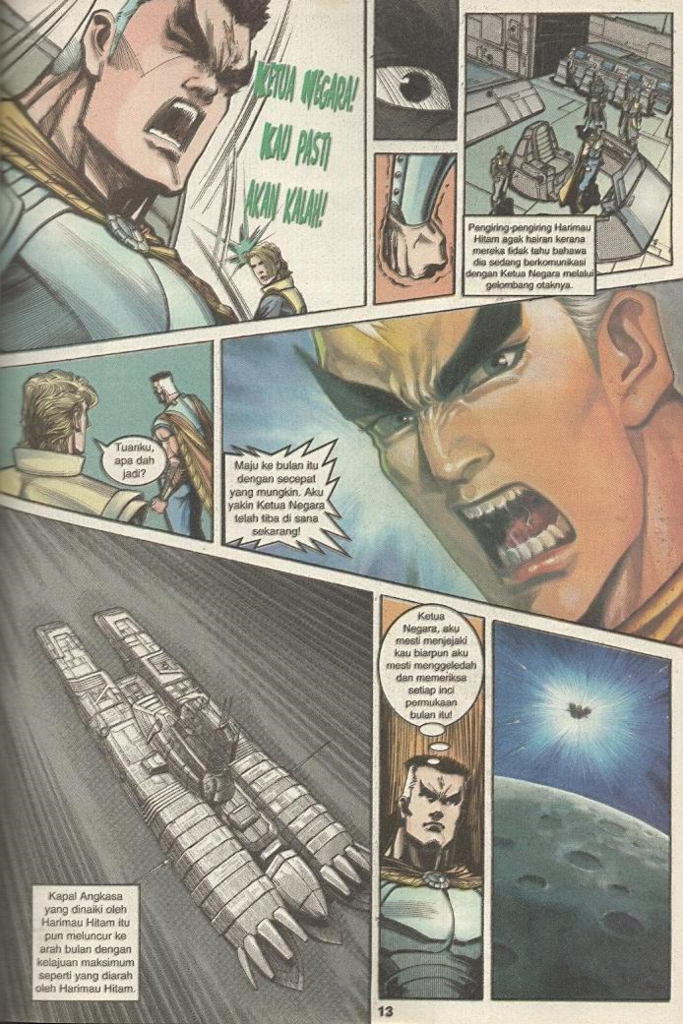 KETUA NEGARA!
KAU PASTI
AKAN KALAH!
Pengiring-pengiring Harimau
Hitam agak hairan kerana
mereka tidak tahu bahawa
dia sedang berkomunikasi
dengan Ketua Negara melalui
gelombang otaknya.
Tuanku,
apa dah
jadi?
Maju ke bulan itu
dengan secepat
yang mungkin. Aku
yakin Ketua Negara
telah tiba di sana
sekarang!
Kapal Angkasa
yang dinaiki oleh
Harimau Hitam itu
pun meluncur ke
arah bulan dengan
kelajuan maksimum
seperti yang diarah
oleh Harimau Hitam.
Ketua
Negara, aku
mesti menjejaki
kau biarpun aku
mesti menggeledah
dan memeriksa
setiap inci
permukaan
bulan itu!
13